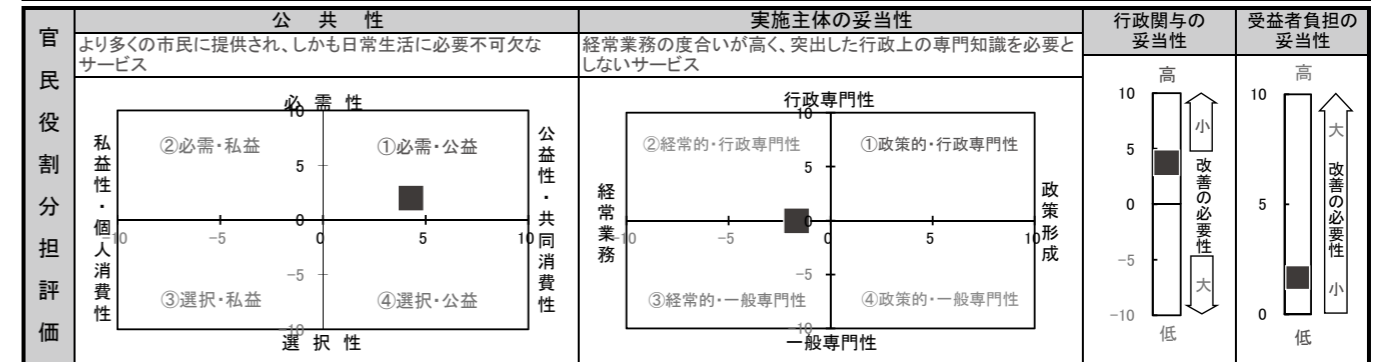 官民役割分担評価
公共性
より多くの市民に提供され、しかも日常生活に必要不可欠な
サービス
必需性
10
②必需・私益
①必需・公益
5
私益性・個人消費性
公益性・共同消費性
0
-10
-5
0
5
10
-5
③選択・私益
④選択・公益
-10
選択性
実施主体の妥当性
経常業務の度合いが高く、突出した行政上の専門知識を必要と
しないサービス
行政専門性
10
②経常的・行政専門性
①政策的・行政専門性
5
経常業務
政策形成
0
-10
-5
0
5
10
-5
③経常的・一般専門性
④政策的・一般専門性
-10
一般専門性
行政関与の
妥当性
高
10
5
0
-5
-10
低
小
改善の必要性
大
受益者負担の
妥当性
高
10
5
0
低
大
改善の必要性
小